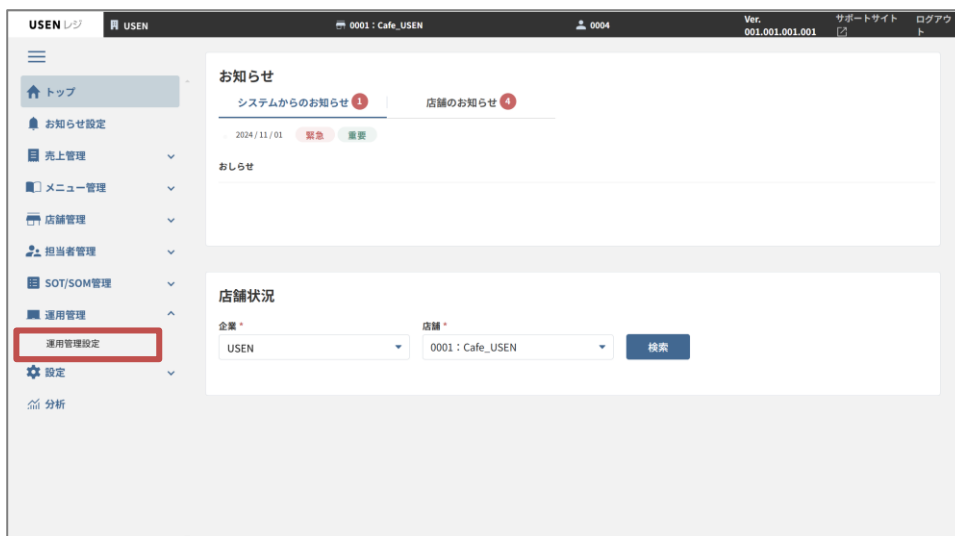 USENレジ USEN 0001：Cafe_USEN 0004 Ver. 001.001.001.001 サポートサイト ログアウト
トップ
お知らせ設定
売上管理
メニュー管理
店舗管理
担当者管理
SOT/SOM管理
運用管理
運用管理設定
設定
分析
お知らせ
システムからのお知らせ 1 店舗のお知らせ 4
2024/11/01 緊急 重要
おしらせ
店舗状況
企業 * 店舗 *
USEN 0001：Cafe_USEN 検索